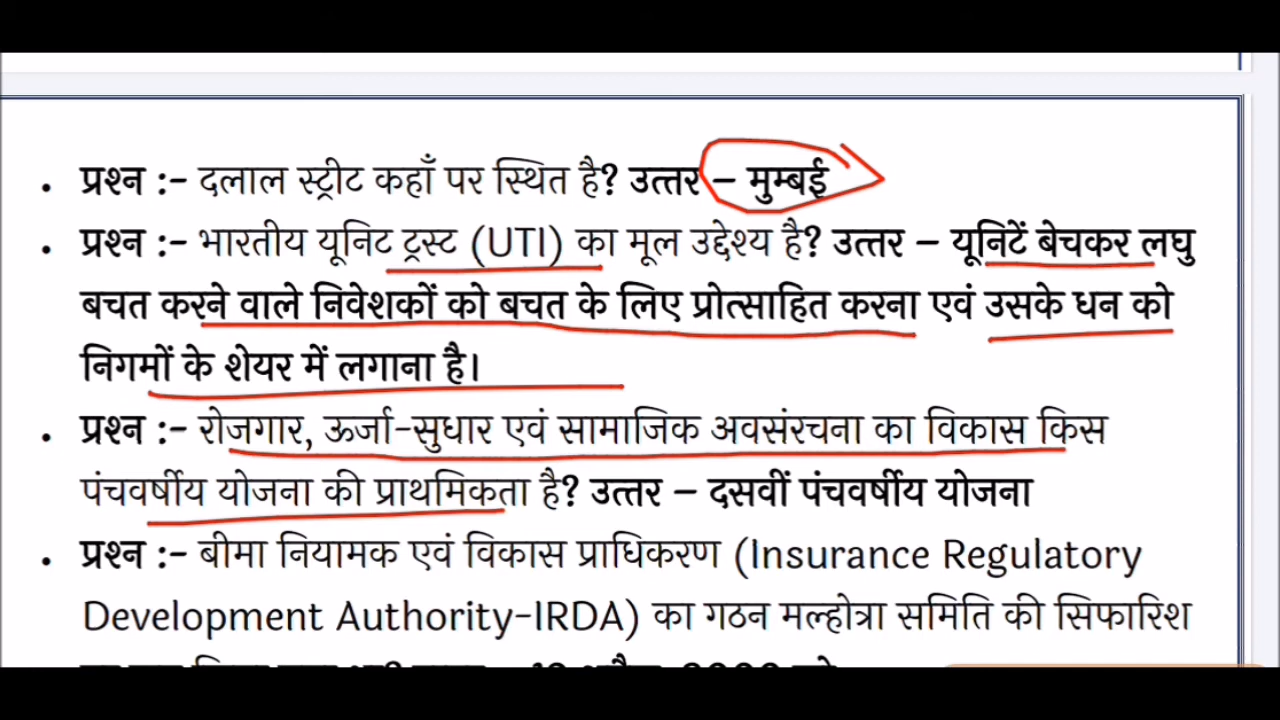 • प्रश्न :- दलाल स्ट्रीट कहाँ पर स्थित है? उत्तर – मुम्बई
• प्रश्न :- भारतीय यूनिट ट्रस्ट (UTI) का मूल उद्देश्य है? उत्तर – यूनिटें बेचकर लघु
बचत करने वाले निवेशकों को बचत के लिए प्रोत्साहित करना एवं उसके धन को
निगमों के शेयर में लगाना है।
• प्रश्न :- रोजगार, ऊर्जा-सुधार एवं सामाजिक अवसंरचना का विकास किस
पंचवर्षीय योजना की प्राथमिकता है? उत्तर – दसवीं पंचवर्षीय योजना
• प्रश्न :- बीमा नियामक एवं विकास प्राधिकरण (Insurance Regulatory
Development Authority-IRDA) का गठन मल्होत्रा समिति की सिफारिश